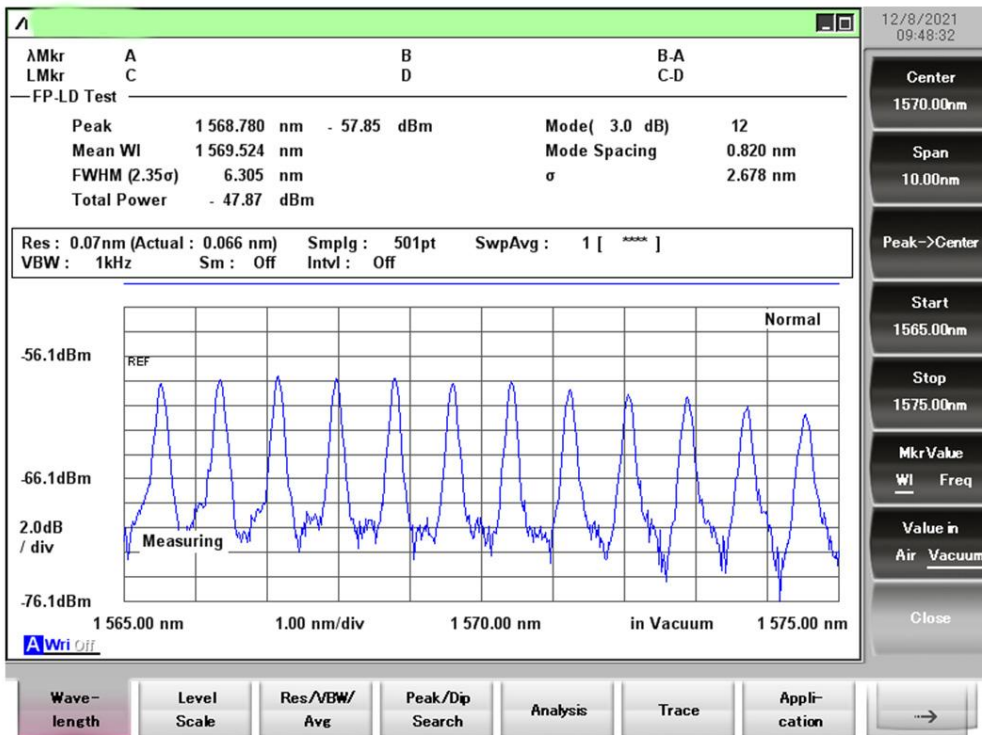 12/8/2021
09:48:32
λMkr A B B-A
LMkr C D C-D
FP-LD Test
Peak 1 568.780 nm - 57.85 dBm Mode( 3.0 dB) 12
Mean Wl 1 569.524 nm Mode Spacing 0.820 nm
FWHM (2.35σ) 6.305 nm σ 2.678 nm
Total Power - 47.87 dBm
Res : 0.07nm (Actual : 0.066 nm) Smplg : 501pt SwpAvg : 1 [ **** ]
VBW : 1kHz Sm : Off Intvl : Off
Normal
-56.1dBm
REF
-66.1dBm
2.0dB
/ div
Measuring
-76.1dBm
1 565.00 nm 1.00 nm/div 1 570.00 nm in Vacuum 1 575.00 nm
A Wri Off
Center
1570.00nm
Span
10.00nm
Peak->Center
Start
1565.00nm
Stop
1575.00nm
MkrValue
Wl Freq
Value in
Air Vacuum
Close
Wave-
length
Level
Scale
Res/VBW/
Avg
Peak/Dip
Search
Analysis
Trace
Appli-
cation